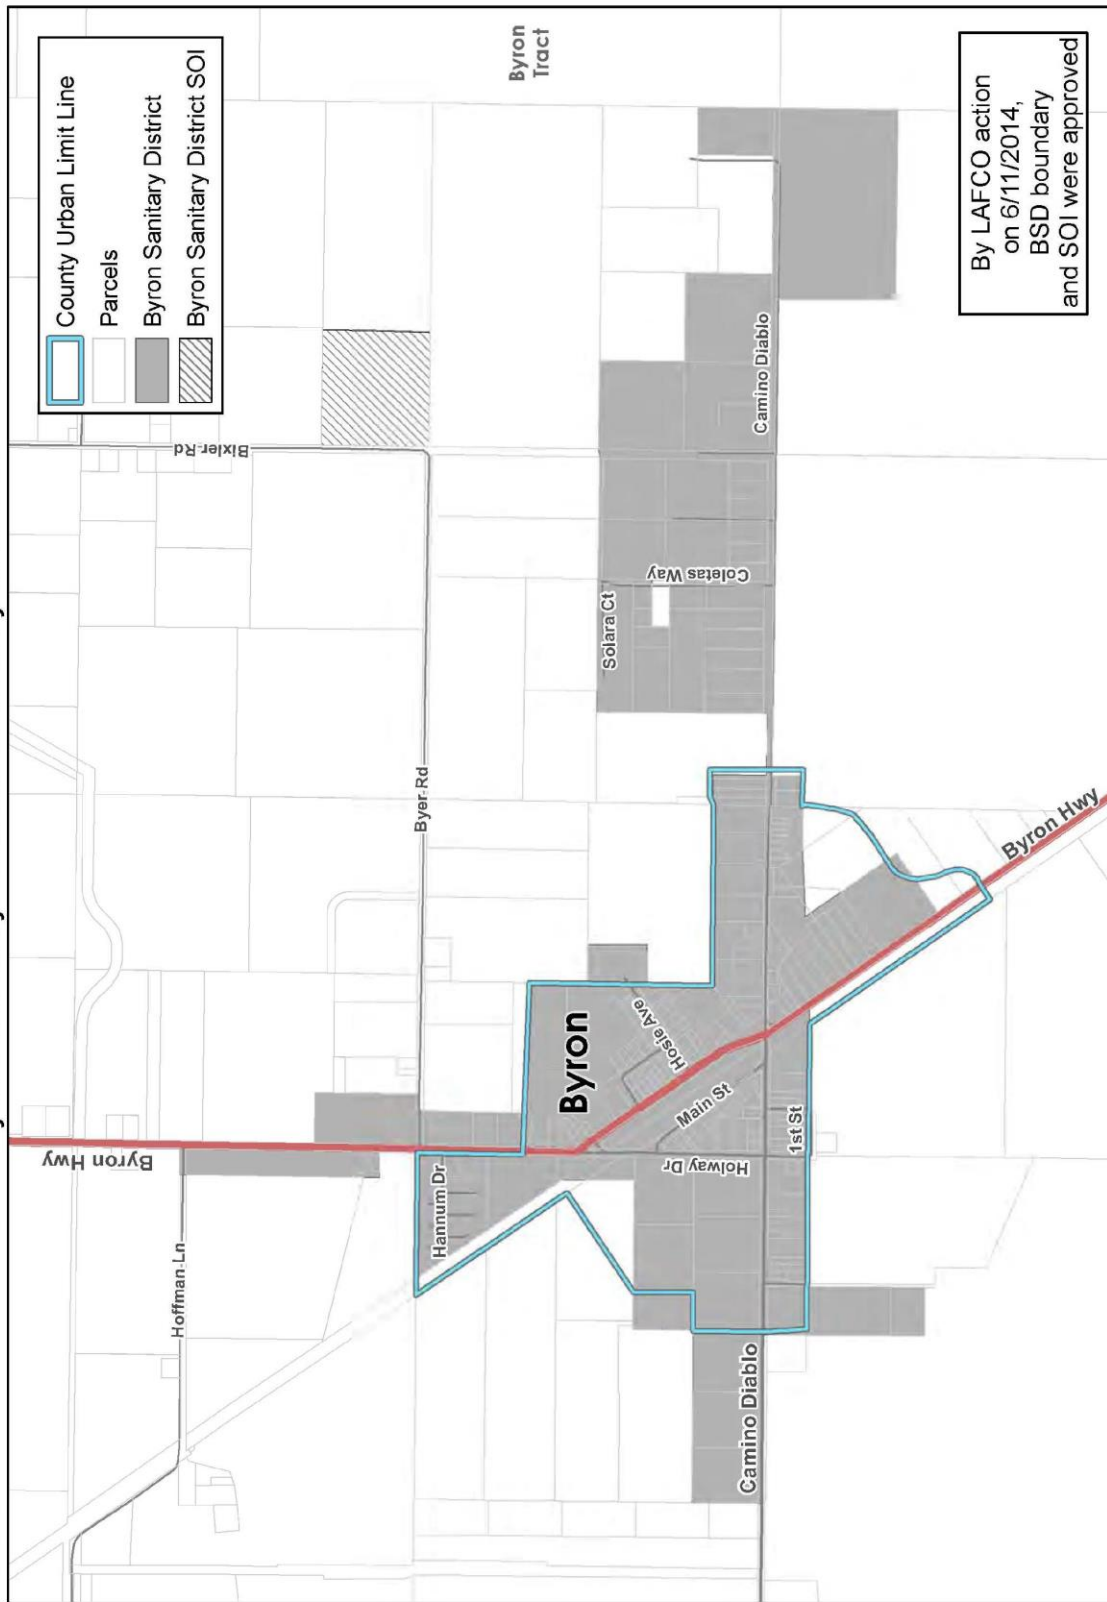 County Urban Limit Line
Parcels
Byron Sanitary District
Byron Sanitary District SOI
Byron
Tract
Bixler Rd
Byron Hwy
Hoffman Ln
Byer Rd
Hannum Dr
Byron
Hosie Ave
Main St
Holway Dr
1st St
Solara Ct
Coletas Way
Camino Diablo
Camino Diablo
Byron Hwy
By LAFCO action
on 6/11/2014,
BSD boundary
and SOI were approved